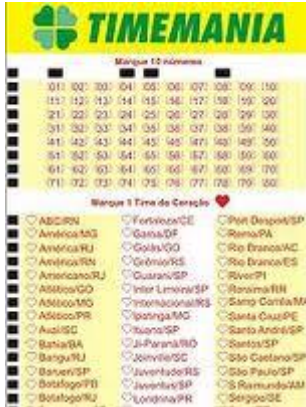 TIMEMANIA
Marque 10 números
01 02 03 04 05 06 07 08 09 10
11 12 13 14 15 16 17 18 19 20
21 22 23 24 25 26 27 28 29 30
31 32 33 34 35 36 37 38 39 40
41 42 43 44 45 46 47 48 49 50
51 52 53 54 55 56 57 58 59 60
61 62 63 64 65 66 67 68 69 70
71 72 73 74 75 76 77 78 79 80
Marque 1 Time do Coração
ABC/RN Fortaleza/CE Port Desport/SP
América/MG Gama/DF Remo/PA
América/RJ Goiás/GO Rio Branco/AC
América/RN Grêmio/RS Rio Branco/ES
Americano/RJ Guarani/SP River/PI
Atlético/GO Inter Limeira/SP Roraima/RR
Atlético/MG Internacional/RS Samp Corrêa/MA
Atlético/PR Ipatinga/MG Santa Cruz/PE
Avaí/SC Ituano/SP Santo André/SP
Bahia/BA Ji-Paraná/RO Santos/SP
Bangu/RJ Joinville/SC São Caetano/SP
Barueri/SP Juventude/RS São Paulo/SP
Botafogo/PB Juventus/SP S Raimundo/AM
Botafogo/RJ Londrina/PR Sergipe/SE